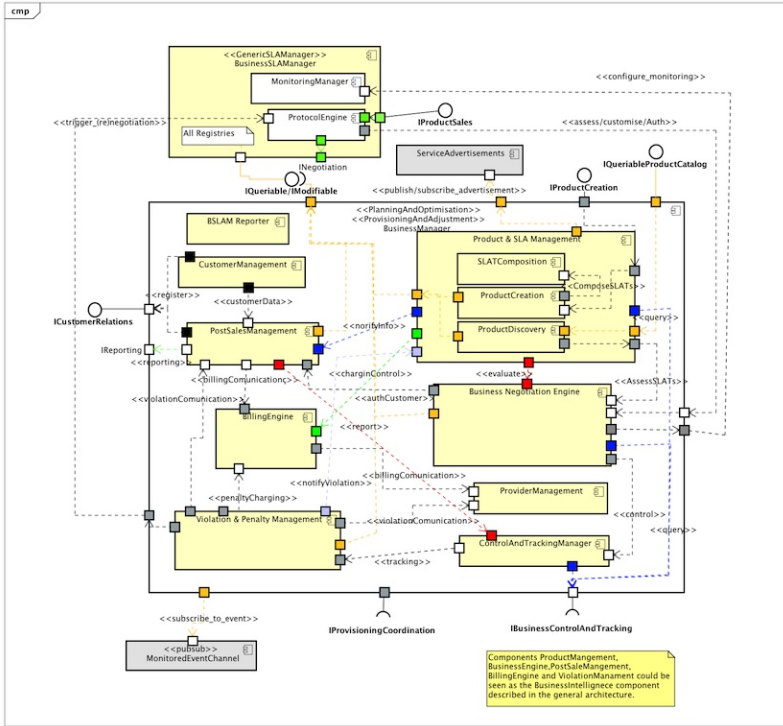 cmp
<<GenericSLAManager>>
BusinessSLAManager
MonitoringManager
<<configure_monitoring>>
ProtocolEngine
<<trigger_(re)negotiation>>
IProductSales
<<assess/customise/Auth>>
All Registries
INegotiation
ServiceAdvertisements
IQueriableProductCatalog
IProductCreation
IQueriable/IModifiable
<<publish/subscribe_advertisement>>
<<PlanningAndOptimisation>>
<<ProvisioningAndAdjustment>>
BusinessManager
BSLAM Reporter
Product & SLA Management
SLATComposition
CustomerManagement
<<ComposeSLATs>>
<<register>>
<<customerData>>
ProductCreation
ICustomerRelations
<<query>>
PostSalesManagement
<<notifyInfo>>
ProductDiscovery
IReporting
<<reporting>>
<<evaluate>>
<<billingComunication>>
<<charginControl>>
<<AssessSLATs>>
<<violationComunication>>
<<authCustomer>>
Business Negotiation Engine
BillingEngine
<<report>>
<<billingComunication>>
<<notifyViolation>>
ProviderManagement
<<penaltyCharging>>
<<control>>
Violation & Penalty Management
<<violationComunication>>
<<query>>
ControlAndTrackingManager
<<tracking>>
<<subscribe_to_event>>
IProvisioningCoordination
IBusinessControlAndTracking
<<pubsub>>
MonitoredEventChannel
Components ProductMangement,
BusinessEngine,PostSaleMangement,
BillingEngine and ViolationManament could be
seen as the BusinessIntelignece component
described in the general architecture.